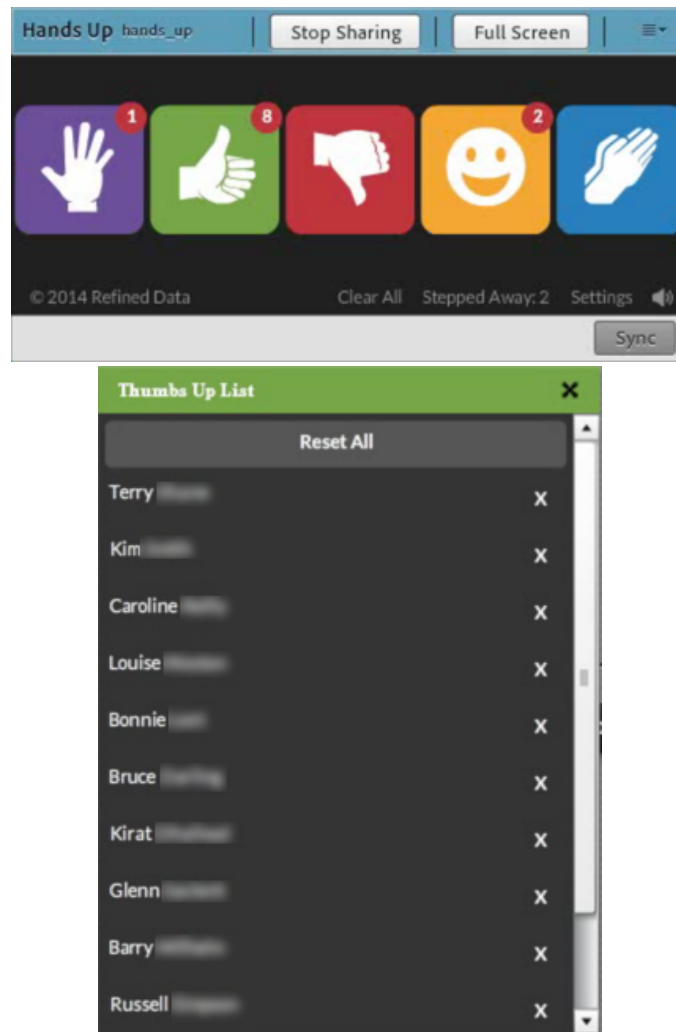 Hands Up hands_up Stop Sharing Full Screen
1 8 2
© 2014 Refined Data Clear All Stepped Away: 2 Settings
Sync
Thumbs Up List X
Reset All
Terry X
Kim X
Caroline X
Louise X
Bonnie X
Bruce X
Kirat X
Glenn X
Barry X
Russell X